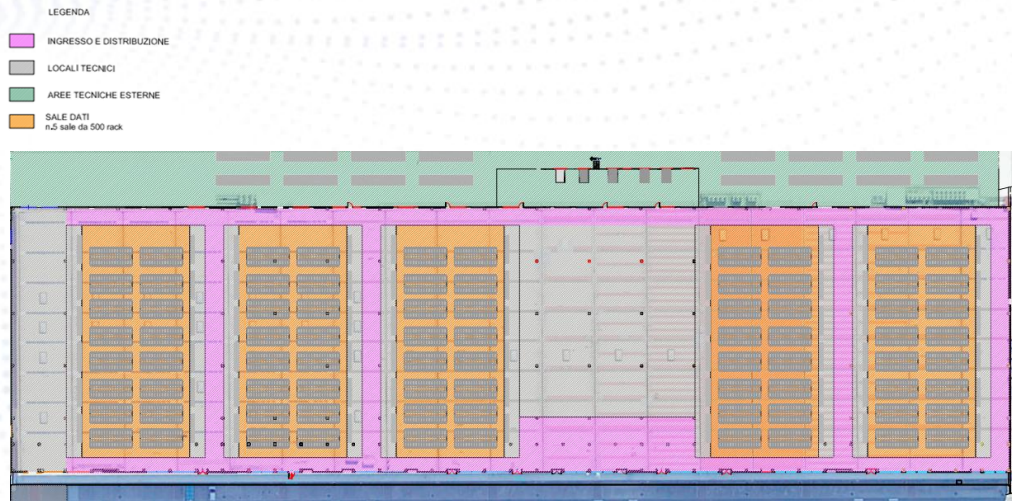 LEGENDA
INGRESSO E DISTRIBUZIONE
LOCALI TECNICI
AREE TECNICHE ESTERNE
SALE DATI
n.5 sale da 500 rack